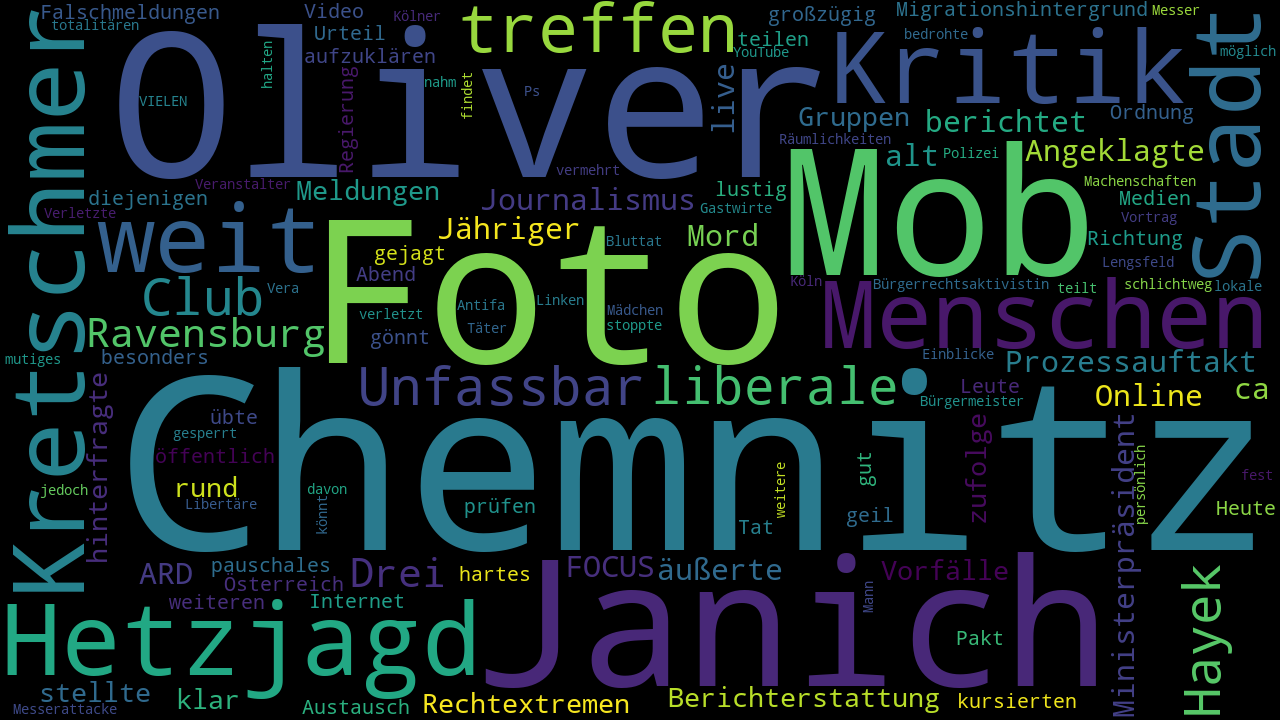 Falschmeldungen
totalitären
Video
Kölner
Urteil
aufzuklären
treffen
großzügig
Migrationshintergrund
Messer
teilen
YouTube
bedrohte
möglich
Oliver
halten
nahm
findet
Ps
VIELEN
Regierung
live
Kritik
Stadt
Gruppen
berichtet
Ordnung
Räumlichkeiten
alt
Polizei
Angeklagte
vermehrt
Mob
Kretschmer
Veranstalter
diejenigen
Meldungen
Verletzte
Journalismus
lustig
Gastwirte
Machenschaften
Medien
Vortrag
Richtung
weit
Jähriger
gejagt
Bluttat
Mord
Abend
Foto
Lengsfeld
Club
Vera
Antifa
Linken
Mädchen
stoppte
Köln
Bürgerrechtsaktivistin
teilt
schlichtweg
lokale
verletzt
Täter
gönnt
Menschen
Ravensburg
mutiges
besonders
Einblicke
Prozessauftakt
Unfassbar
liberale
Leute
Bürgermeister
Online
ca
hinterfragte
übte
gesperrt
öffentlich
Chemnitz
jedoch
rund
Libertäre
davon
könnt
prüfen
weitere
Tat
gut
geil
zufolge
Ministerpräsident
persönlich
fest
Heute
ARD
pauschales
Österreich
Drei
hartes
FOCUS
äußerte
Vorfälle
weiteren
Internet
Mann
Hetzjagd
Janich
Pakt
Hayek
stellte
Messerattacke
klar
Austausch
Rechtextremen
Berichterstattung
kursierten